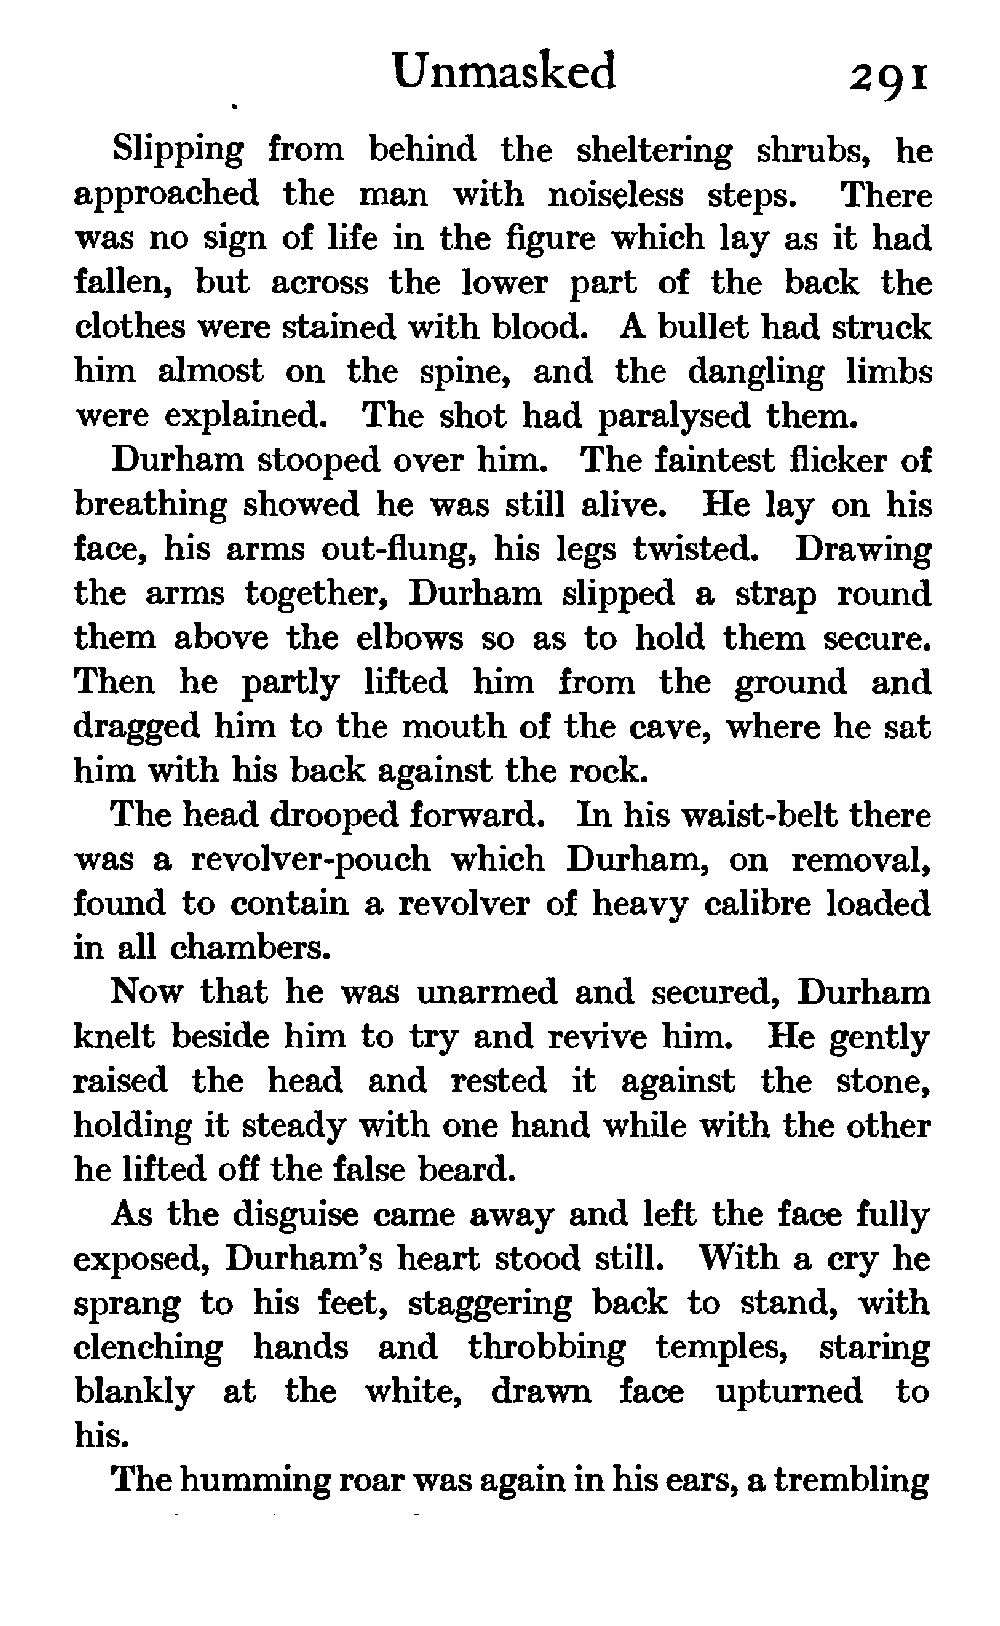 Unmasked 291
Slipping from behind the sheltering shrubs, he
approached the man with noiseless steps. There
was no sign of life in the figure which lay as it had
fallen, but across the lower part of the back the
clothes were stained with blood. A bullet had struck
him almost on the spine, and the dangling limbs
were explained. The shot had paralysed them.
Durham stooped over him. The faintest flicker of
breathing showed he was still alive. He lay on his
face, his arms out-flung, his legs twisted. Drawing
the arms together, Durham slipped a strap round
them above the elbows so as to hold them secure.
Then he partly lifted him from the ground and
dragged him to the mouth of the cave, where he sat
him with his back against the rock.
The head drooped forward. In his waist-belt there
was a revolver-pouch which Durham, on removal,
found to contain a revolver of heavy calibre loaded
in all chambers.
Now that he was unarmed and secured, Durham
knelt beside him to try and revive him. He gently
raised the head and rested it against the stone,
holding it steady with one hand while with the other
he lifted off the false beard.
As the disguise came away and left the face fully
exposed, Durham's heart stood still. With a cry he
sprang to his feet, staggering back to stand, with
clenching hands and throbbing temples, staring
blankly at the white, drawn face upturned to
his.
The humming roar was again in his ears, a trembling